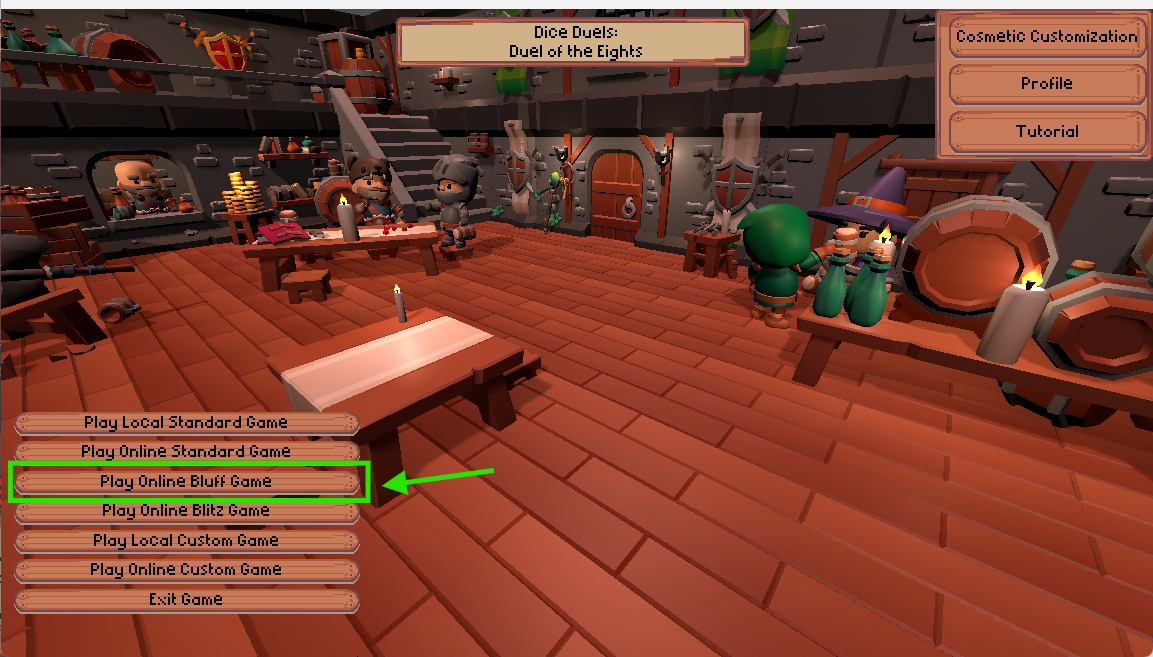 Dice Duels:
Duel of the Eights
Cosmetic Customization
Profile
Tutorial
Play Local Standard Game
Play Online Standard Game
Play Online Bluff Game
Play Online Blitz Game
Play Local Custom Game
Play Online Custom Game
Exit Game